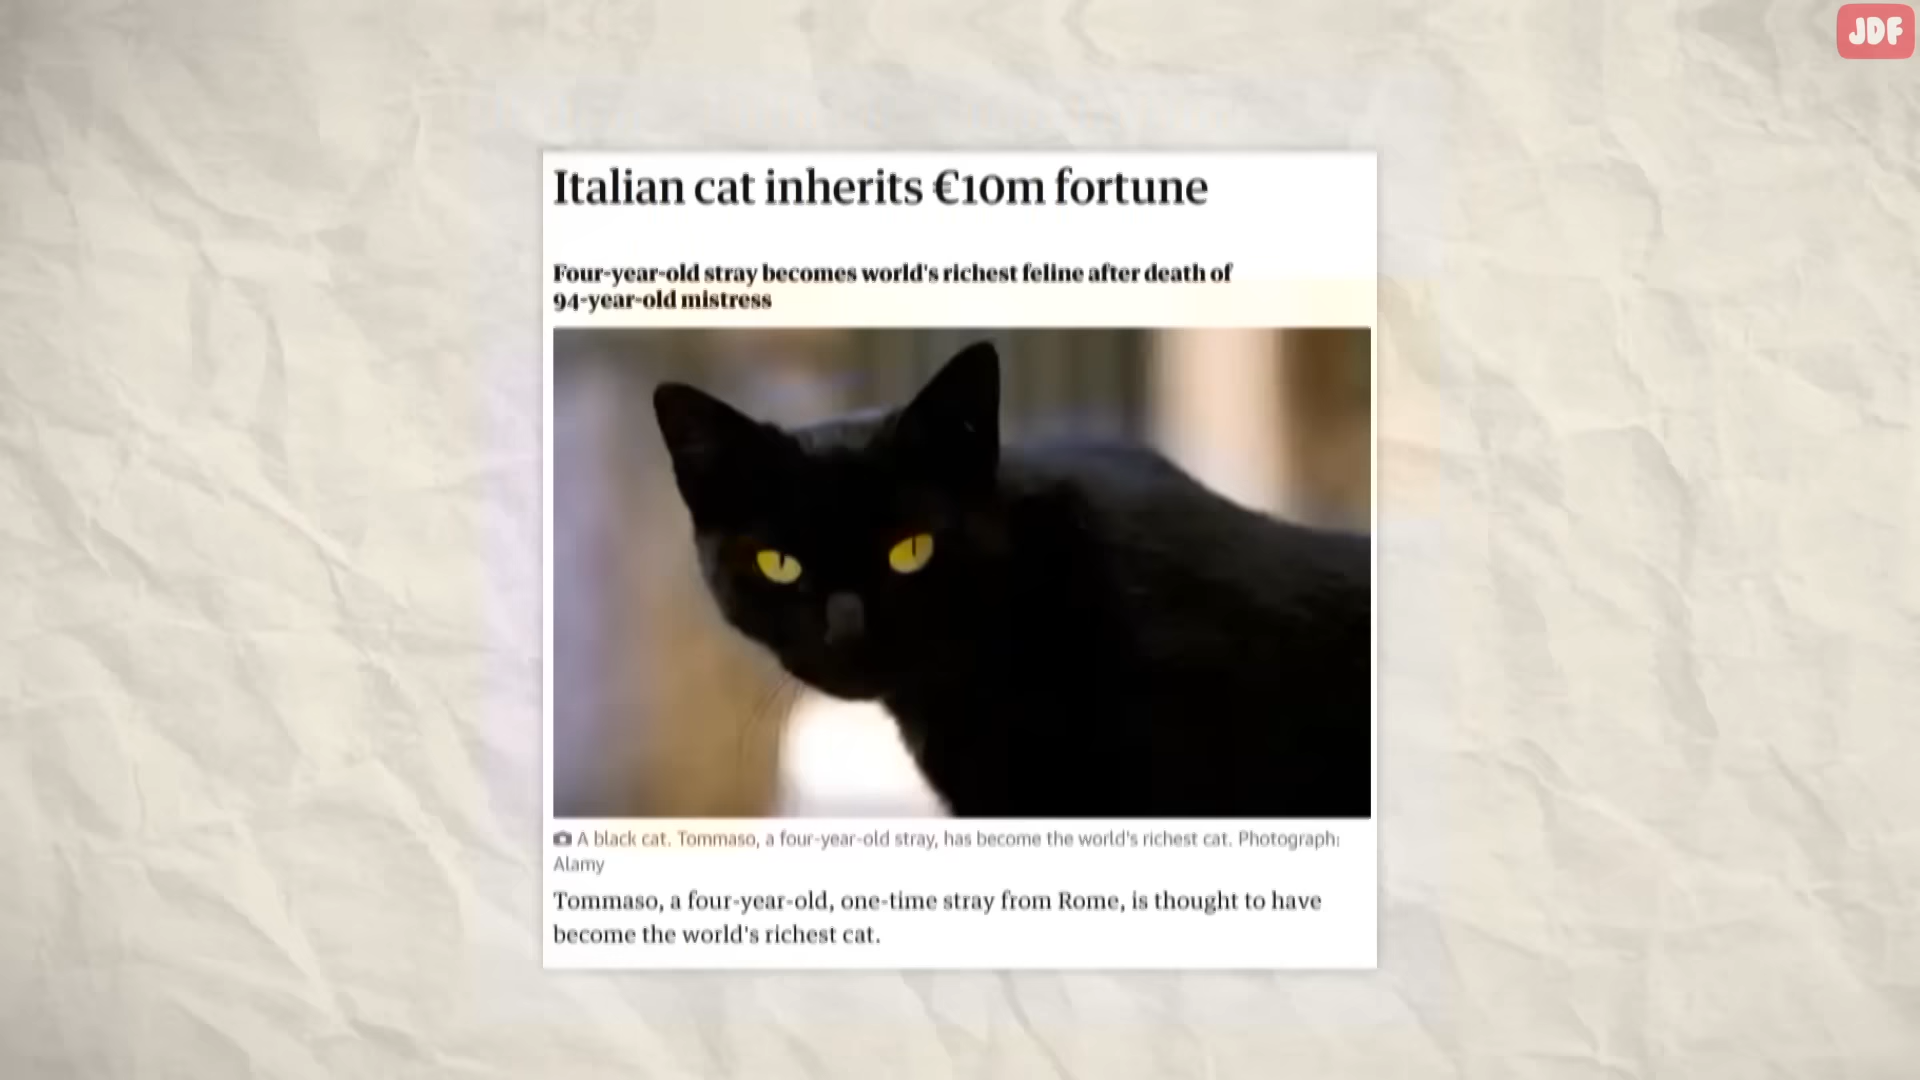 JDF
Italian cat inherits €10m fortune
Four-year-old stray becomes world's richest feline after death of
94-year-old mistress
A black cat. Tommaso, a four-year-old stray, has become the world's richest cat. Photograph:
Alamy
Tommaso, a four-year-old, one-time stray from Rome, is thought to have
become the world's richest cat.